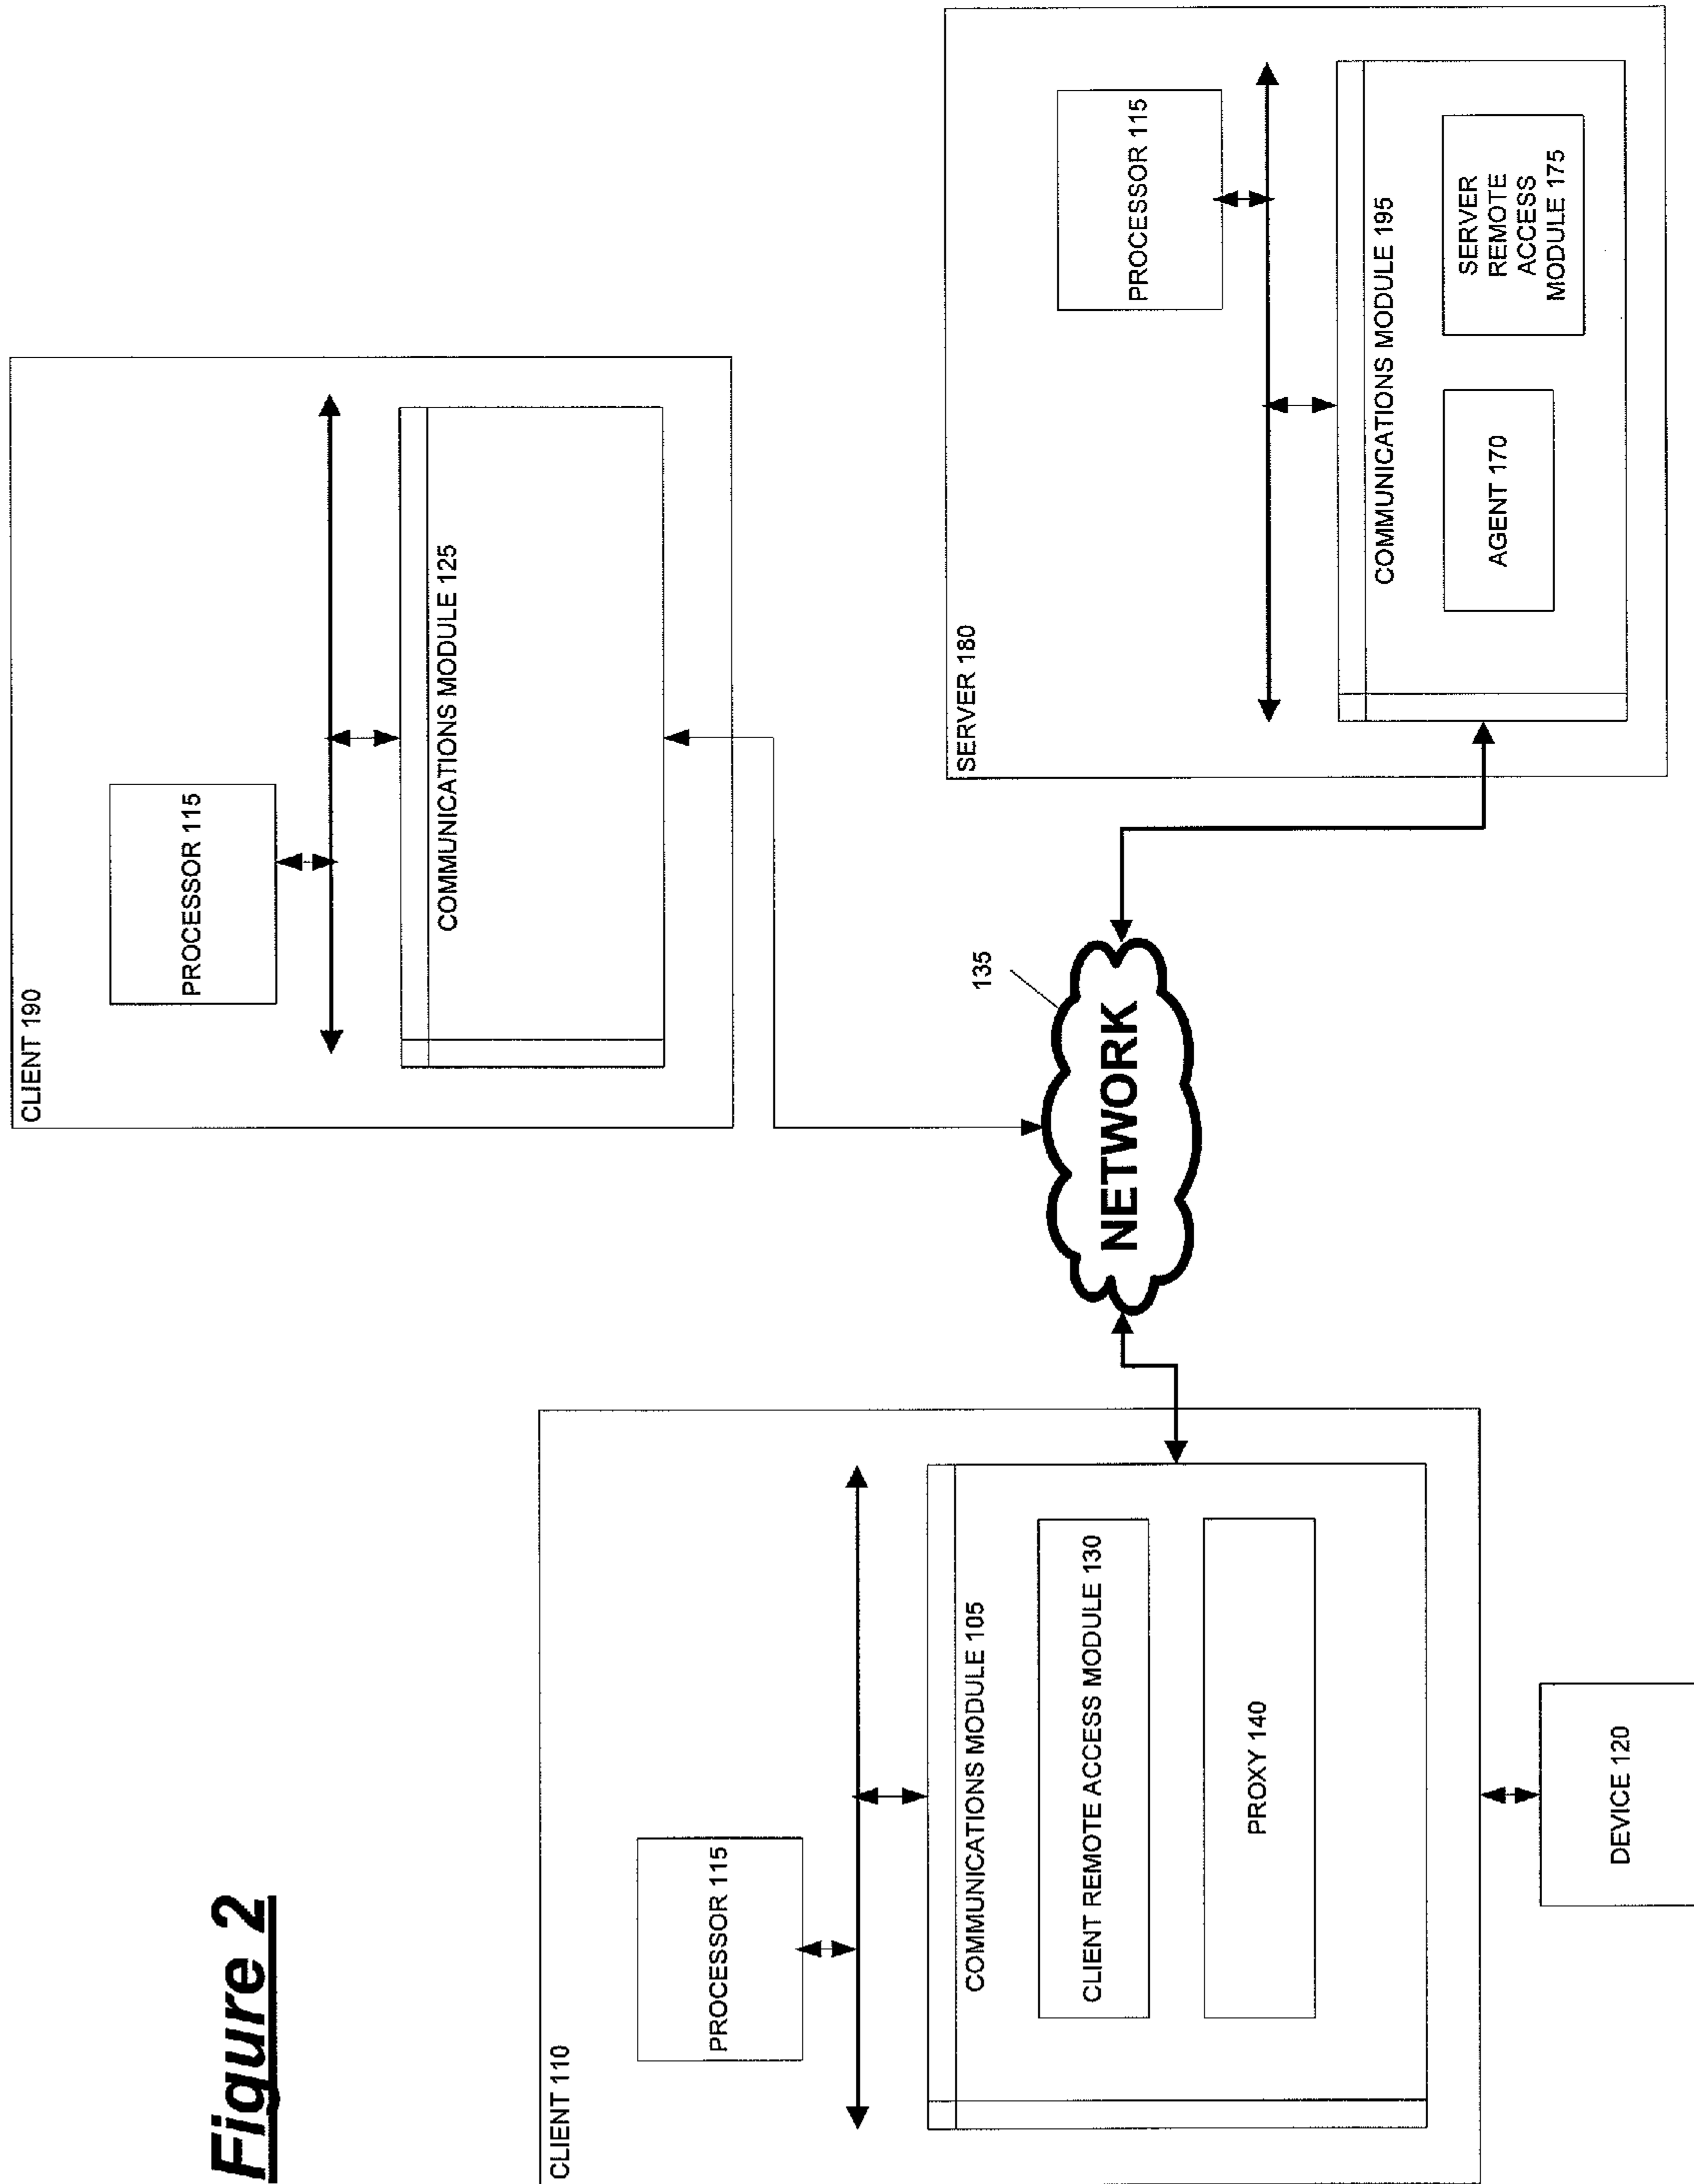 Figure 2
CLIENT 110
PROCESSOR 115
COMMUNICATIONS MODULE 105
CLIENT REMOTE ACCESS MODULE 130
PROXY 140
DEVICE 120
135
NETWORK
CLIENT 190
PROCESSOR 115
COMMUNICATIONS MODULE 125
SERVER 180
PROCESSOR 115
COMMUNICATIONS MODULE 195
AGENT 170
SERVER
REMOTE
ACCESS
MODULE 175